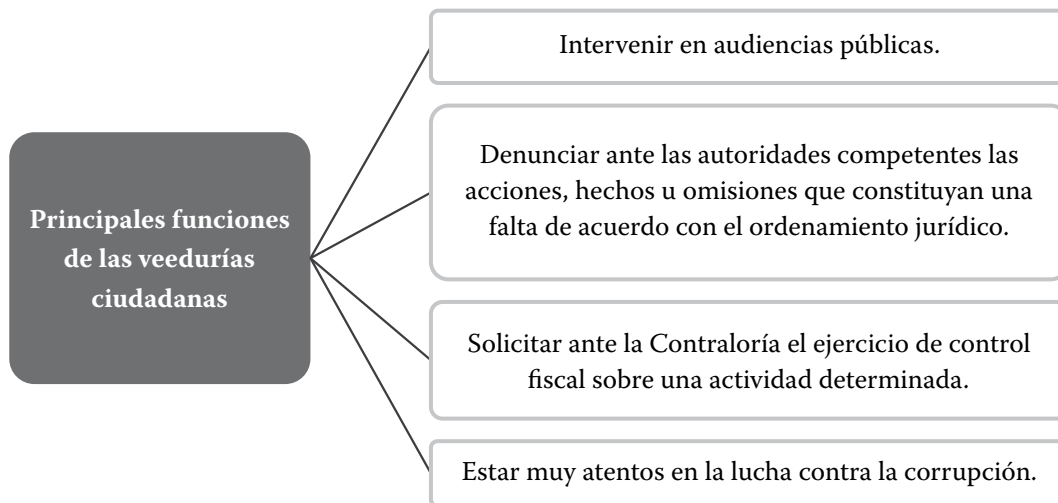 Principales funciones
de las veedurías
ciudadanas
Intervenir en audiencias públicas.
Denunciar ante las autoridades competentes las
acciones, hechos u omisiones que constituyan una
falta de acuerdo con el ordenamiento jurídico.
Solicitar ante la Contraloría el ejercicio de control
fiscal sobre una actividad determinada.
Estar muy atentos en la lucha contra la corrupción.